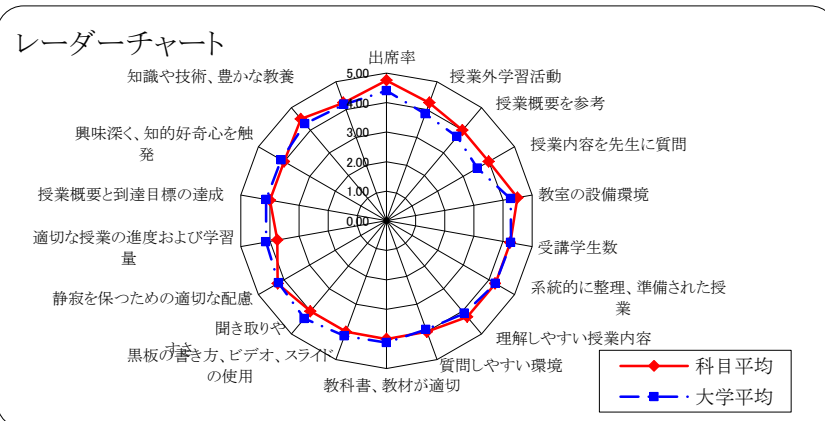 レーダーチャート
出席率
授業外学習活動
授業概要を参考
授業内容を先生に質問
教室の設備環境
受講学生数
系統的に整理、準備された授
業
理解しやすい授業内容
質問しやすい環境
教科書、教材が適切
黒板の書き方、ビデオ、スライド
の使用
聞き取りや
すさ
静寂を保つための適切な配慮
適切な授業の進度および学習
量
授業概要と到達目標の達成
興味深く、知的好奇心を触
発
知識や技術、豊かな教養
5.00
4.00
3.00
2.00
1.00
0.00
科目平均
大学平均